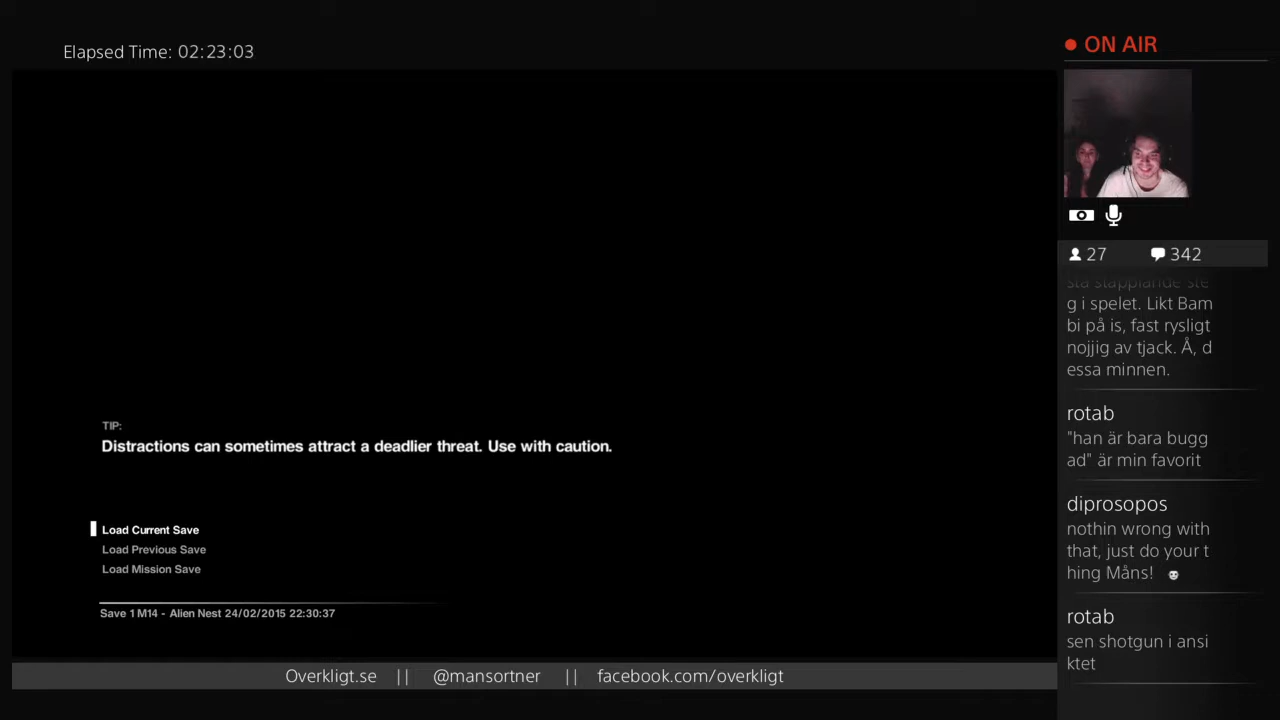 Elapsed Time: 02:23:03
ON AIR
27 342
g i spelet. Likt Bam
bi på is, fast rysligt
nojjig av tjack. Å, d
essa minnen.
rotab
"han är bara bugg
ad" är min favorit
diprosopos
nothin wrong with
that, just do your t
hing Måns!
rotab
sen shotgun i ansi
ktet
TIP:
Distractions can sometimes attract a deadlier threat. Use with caution.
Load Current Save
Load Previous Save
Load Mission Save
Save 1 M14 - Alien Nest 24/02/2015 22:30:37
Overkligt.se || @mansortner || facebook.com/overkligt